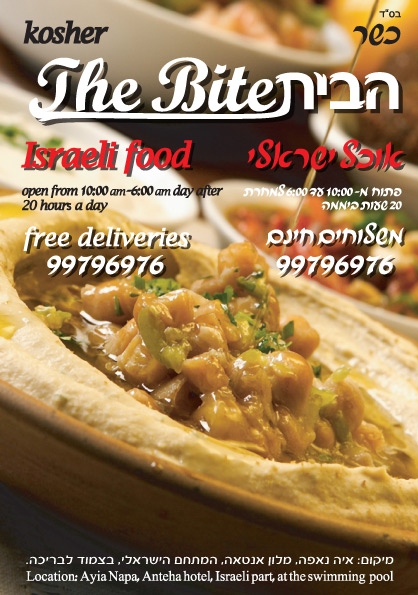 בס"ד
kosher
כשר
The Bite הבית
Israeli food
אוכל ישראלי
open from 10:00 am-6:00 am day after
20 hours a day
פתוח מ- 10:00 עד 6:00 למחרת
20 שעות ביממה
free deliveries
99796976
משלוחים חינם
99796976
מיקום: איה נאפה, מלון אנטאה, המתחם הישראלי, בצמוד לבריכה.
Location: Ayia Napa, Anteha hotel, Israeli part, at the swimming pool